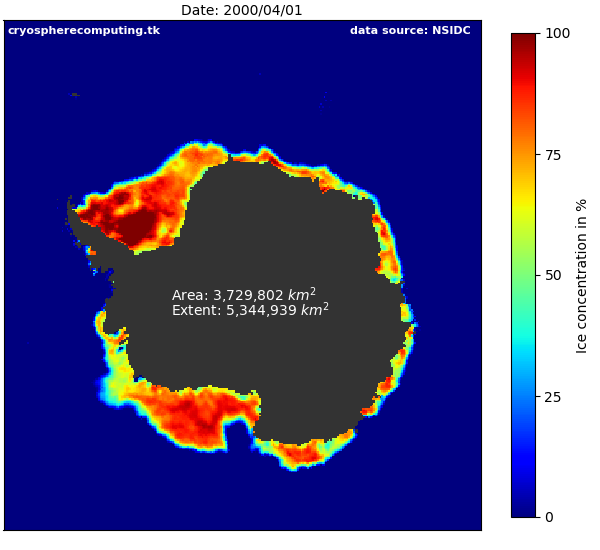 Date: 2000/04/01
cryospherecomputing.tk
data source: NSIDC
100
75
50
25
0
Ice concentration in %
Area: 3,729,802 km²
Extent: 5,344,939 km²